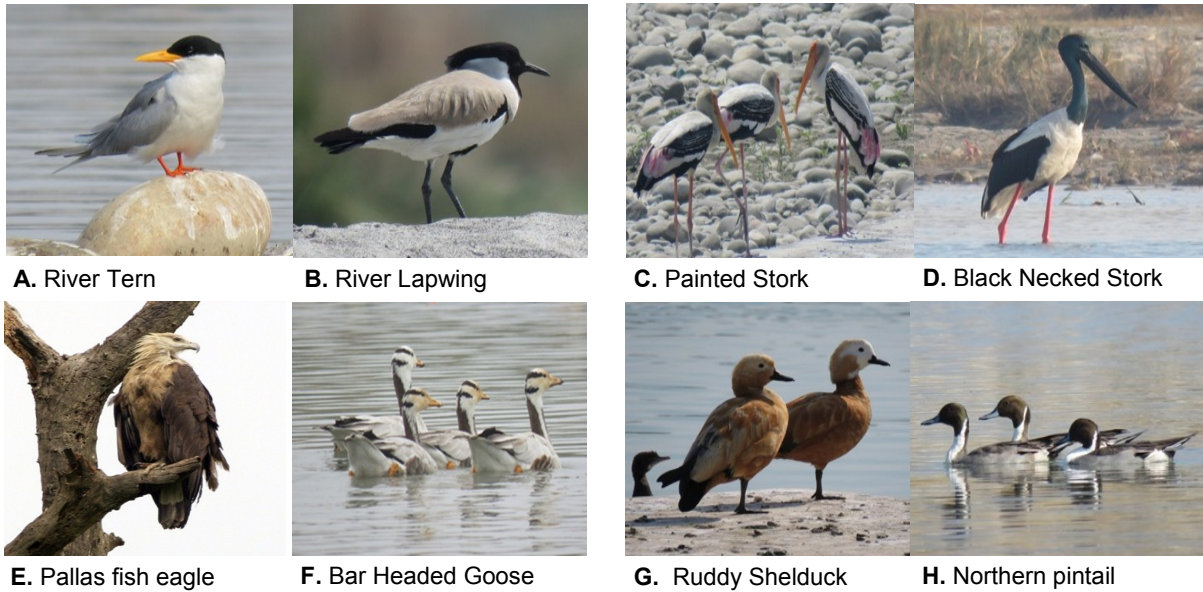 A. River Tern
B. River Lapwing
C. Painted Stork
D. Black Necked Stork
E. Pallas fish eagle
F. Bar Headed Goose
G. Ruddy Shelduck
H. Northern pintail